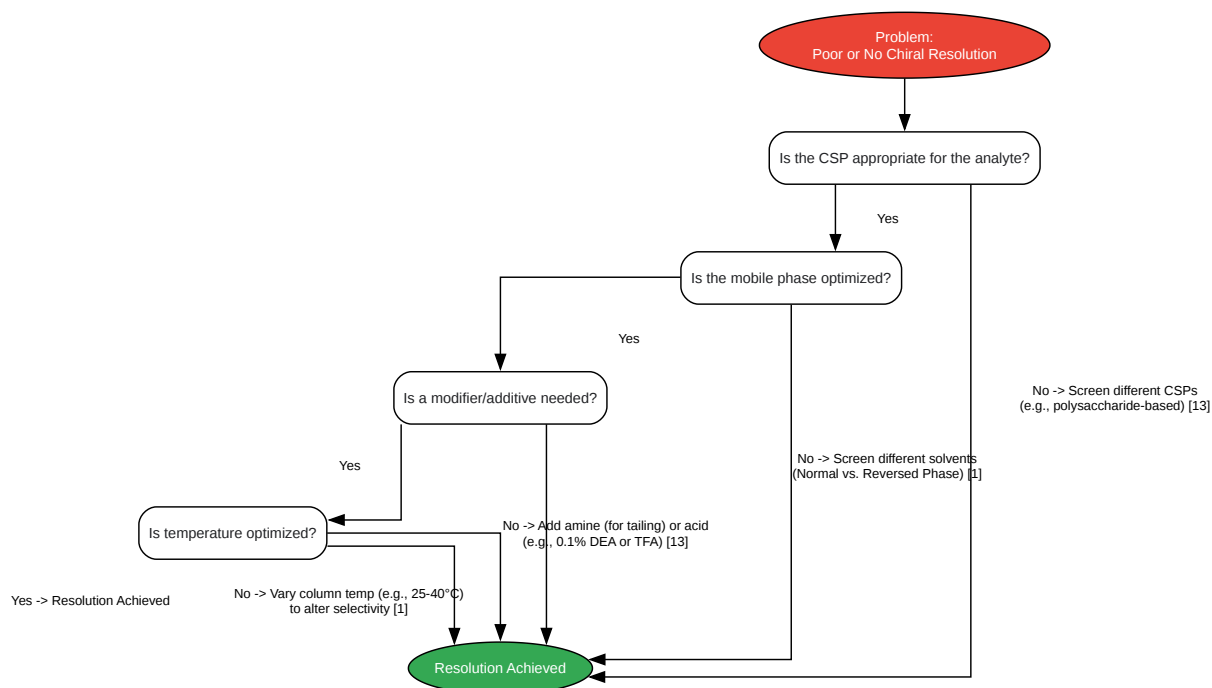 Problem:
Poor or No Chiral Resolution
Is the CSP appropriate for the analyte?
Yes
Is the mobile phase optimized?
Yes
Is a modifier/additive needed?
No -> Screen different CSPs
(e.g., polysaccharide-based) [13]
No -> Screen different solvents
(Normal vs. Reversed Phase) [1]
Yes
Is temperature optimized?
No -> Add amine (for tailing) or acid
(e.g., 0.1% DEA or TFA) [13]
Yes -> Resolution Achieved
No -> Vary column temp (e.g., 25-40°C)
to alter selectivity [1]
Resolution Achieved